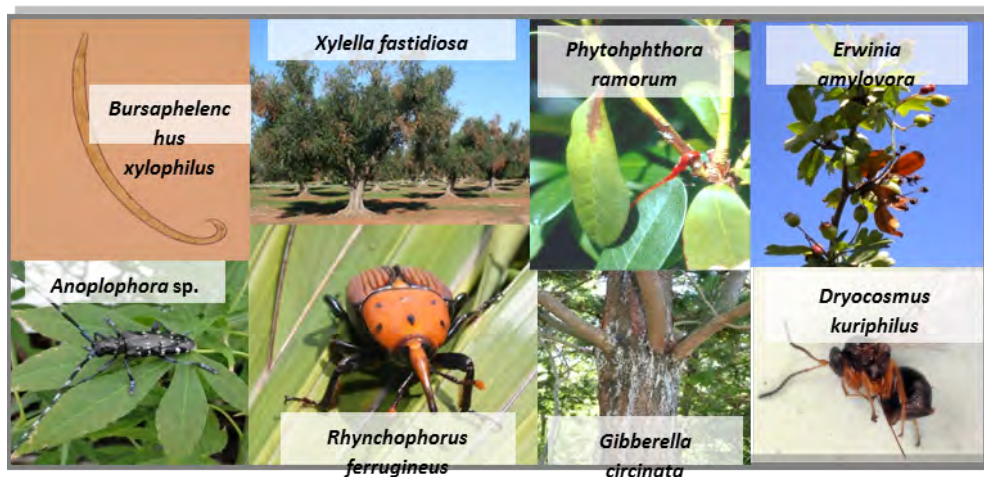 Bursaphelenc
hus
xylophilus
Xylella fastidiosa
Phytohphthora
ramorum
Erwinia
amylovora
Anoplophora sp.
Rhynchophorus
ferrugineus
Gibberella
circinata
Dryocosmus
kuriphilus